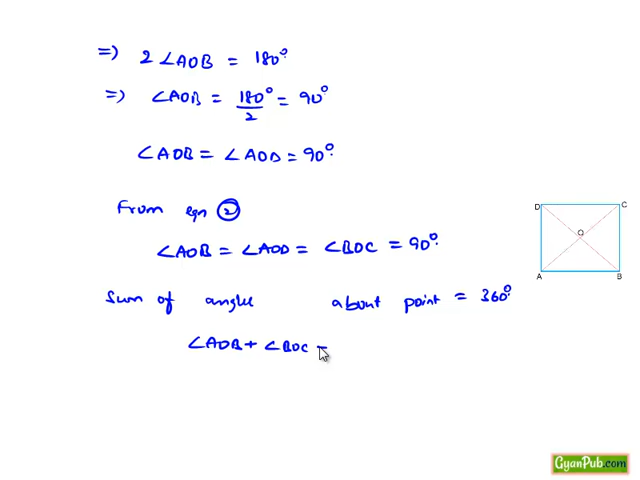 =) 2 ∠AOB = 180°
=) ∠AOB = 180°/2 = 90°
∠AOB = ∠AOD = 90°.
From eqn ②
∠AOB = ∠AOD = ∠BOC = 90°.
Sum of angle about point = 360°.
∠AOB + ∠BOC -
D C
O
A B
GyanPub.com